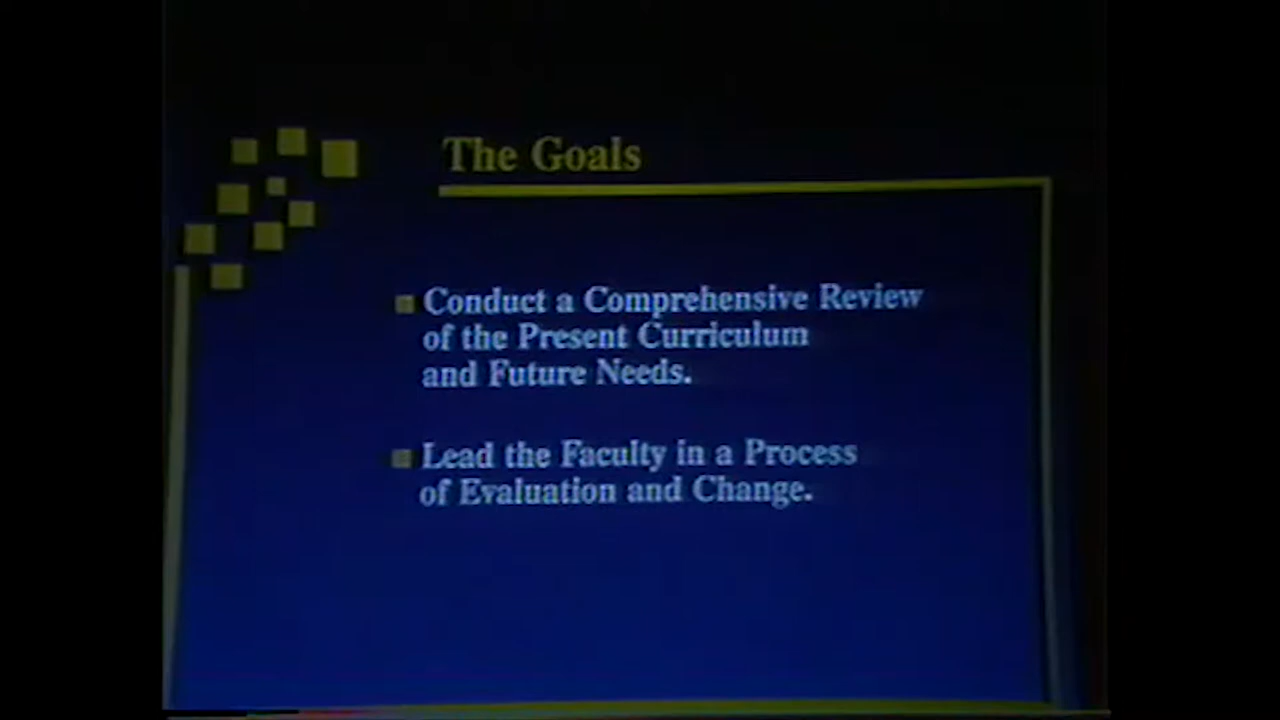 The Goals
Conduct a Comprehensive Review
of the Present Curriculum
and Future Needs.
Lead the Faculty in a Process
of Evaluation and Change.